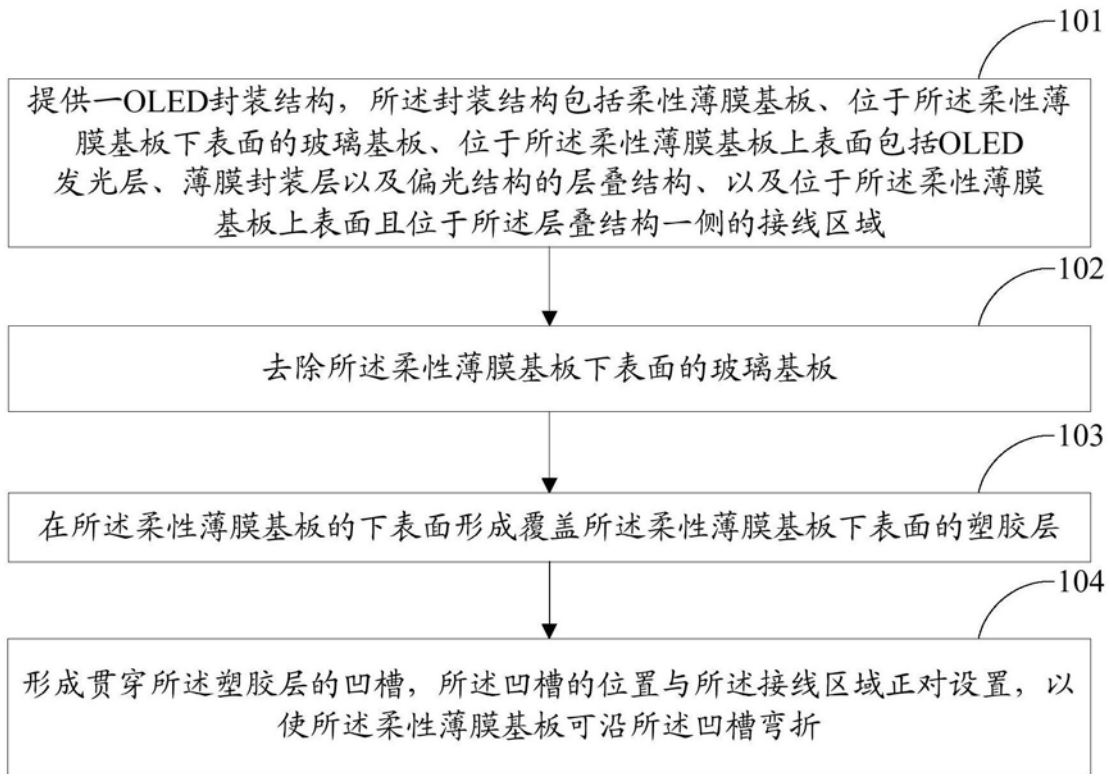 101
提供一OLED封装结构，所述封装结构包括柔性薄膜基板、位于所述柔性薄
膜基板下表面的玻璃基板、位于所述柔性薄膜基板上表面包括OLED
发光层、薄膜封装层以及偏光结构的层叠结构、以及位于所述柔性薄膜
基板上表面且位于所述层叠结构一侧的接线区域
102
去除所述柔性薄膜基板下表面的玻璃基板
103
在所述柔性薄膜基板的下表面形成覆盖所述柔性薄膜基板下表面的塑胶层
104
形成贯穿所述塑胶层的凹槽，所述凹槽的位置与所述接线区域正对设置，以
使所述柔性薄膜基板可沿所述凹槽弯折